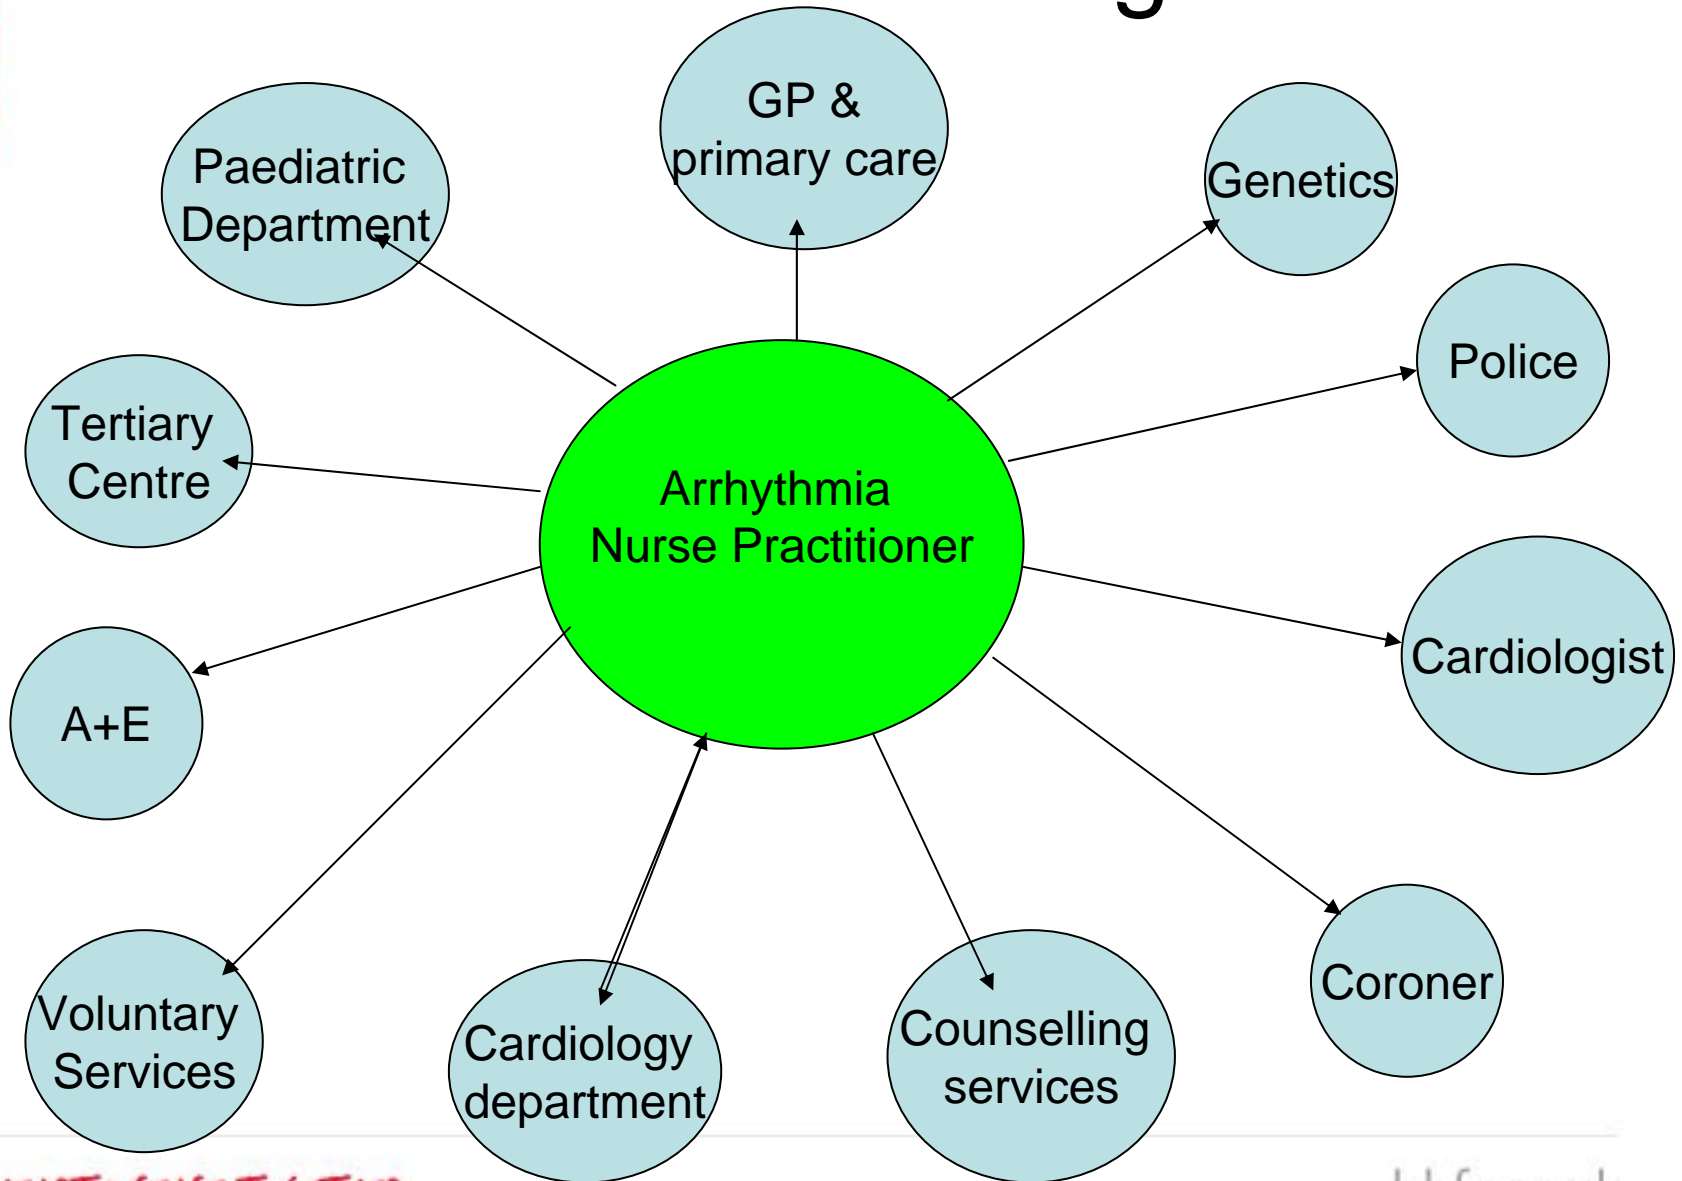 GP &
primary care
Paediatric
Department
Genetics
Police
Tertiary
Centre
Arrhythmia
Nurse Practitioner
Cardiologist
A+E
Coroner
Voluntary
Services
Cardiology
department
Counselling
services